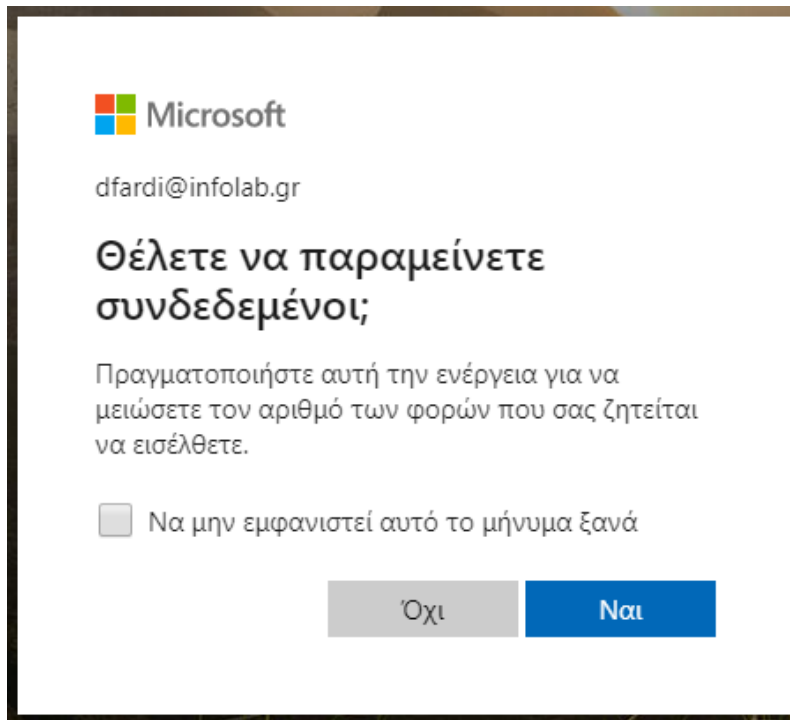 Microsoft
dfardi@infolab.gr
Θέλετε να παραμείνετε
συνδεδεμένοι;
Πραγματοποιήστε αυτή την ενέργεια για να
μειώσετε τον αριθμό των φορών που σας ζητείται
να εισέλθετε.
Να μην εμφανιστεί αυτό το μήνυμα ξανά
Όχι Ναι